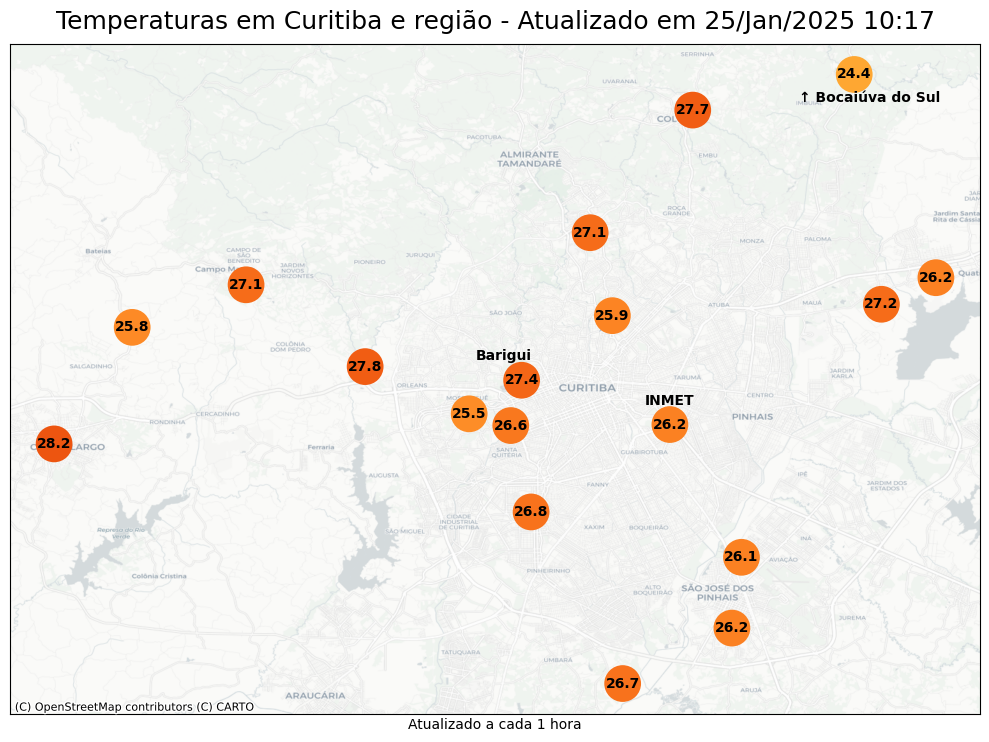 Temperaturas em Curitiba e região - Atualizado em 25/Jan/2025 10:17
SERRINHA
24.4
UVARANAL
↑ Bocaiúva do Sul
27.7
PACOTUBA
ALMIRANTE
TAMANDARÉ
EMBU
ROÇA
GRANDE
Jardim Santa
Rita de Cássia
27.1
MONZA
PALOMA
Bateias
CAMPO DE
SÃO
BENEDITO
JURUQUI
PIONEIRO
JARDIM
NOVOS
HORIZONTES
27.1
26.2
27.2
ATUBA
MAUÁ
SÃO JOÃO
25.9
25.8
COLÔNIA
DOM PEDRO
Barigui
SALGADINHO
27.8
JARDIM
KARLA
TARUMÃ
27.4
CURITIBA
ORLEANS
CENTRO
INMET
CERCADINHO
25.5
PINHAIS
RONDINHA
26.6
26.2
28.2
Ferraria
SANTA
QUITÉRIA
GUABIROTUBA
AUGUSTA
IPÊ
FANNY
JARDIM DOS
ESTADOS
26.8
CIDADE
INDUSTRIAL
DE CURITIBA
XAXIM
BOQUEIRÃO
Represa do Rio
Verde
SÃO MIGUEL
INÁ
26.1
AVIAÇÃO
PINHEIRINHO
Colônia Cristina
ALTO
BOQUEIRÃO
SÃO JOSÉ DOS
PINHAIS
JUREMA
26.2
TATUQUARA
UMBARÁ
26.7
ARUJÁ
ARAUCÁRIA
(C) OpenStreetMap contributors (C) CARTO
Atualizado a cada 1 hora